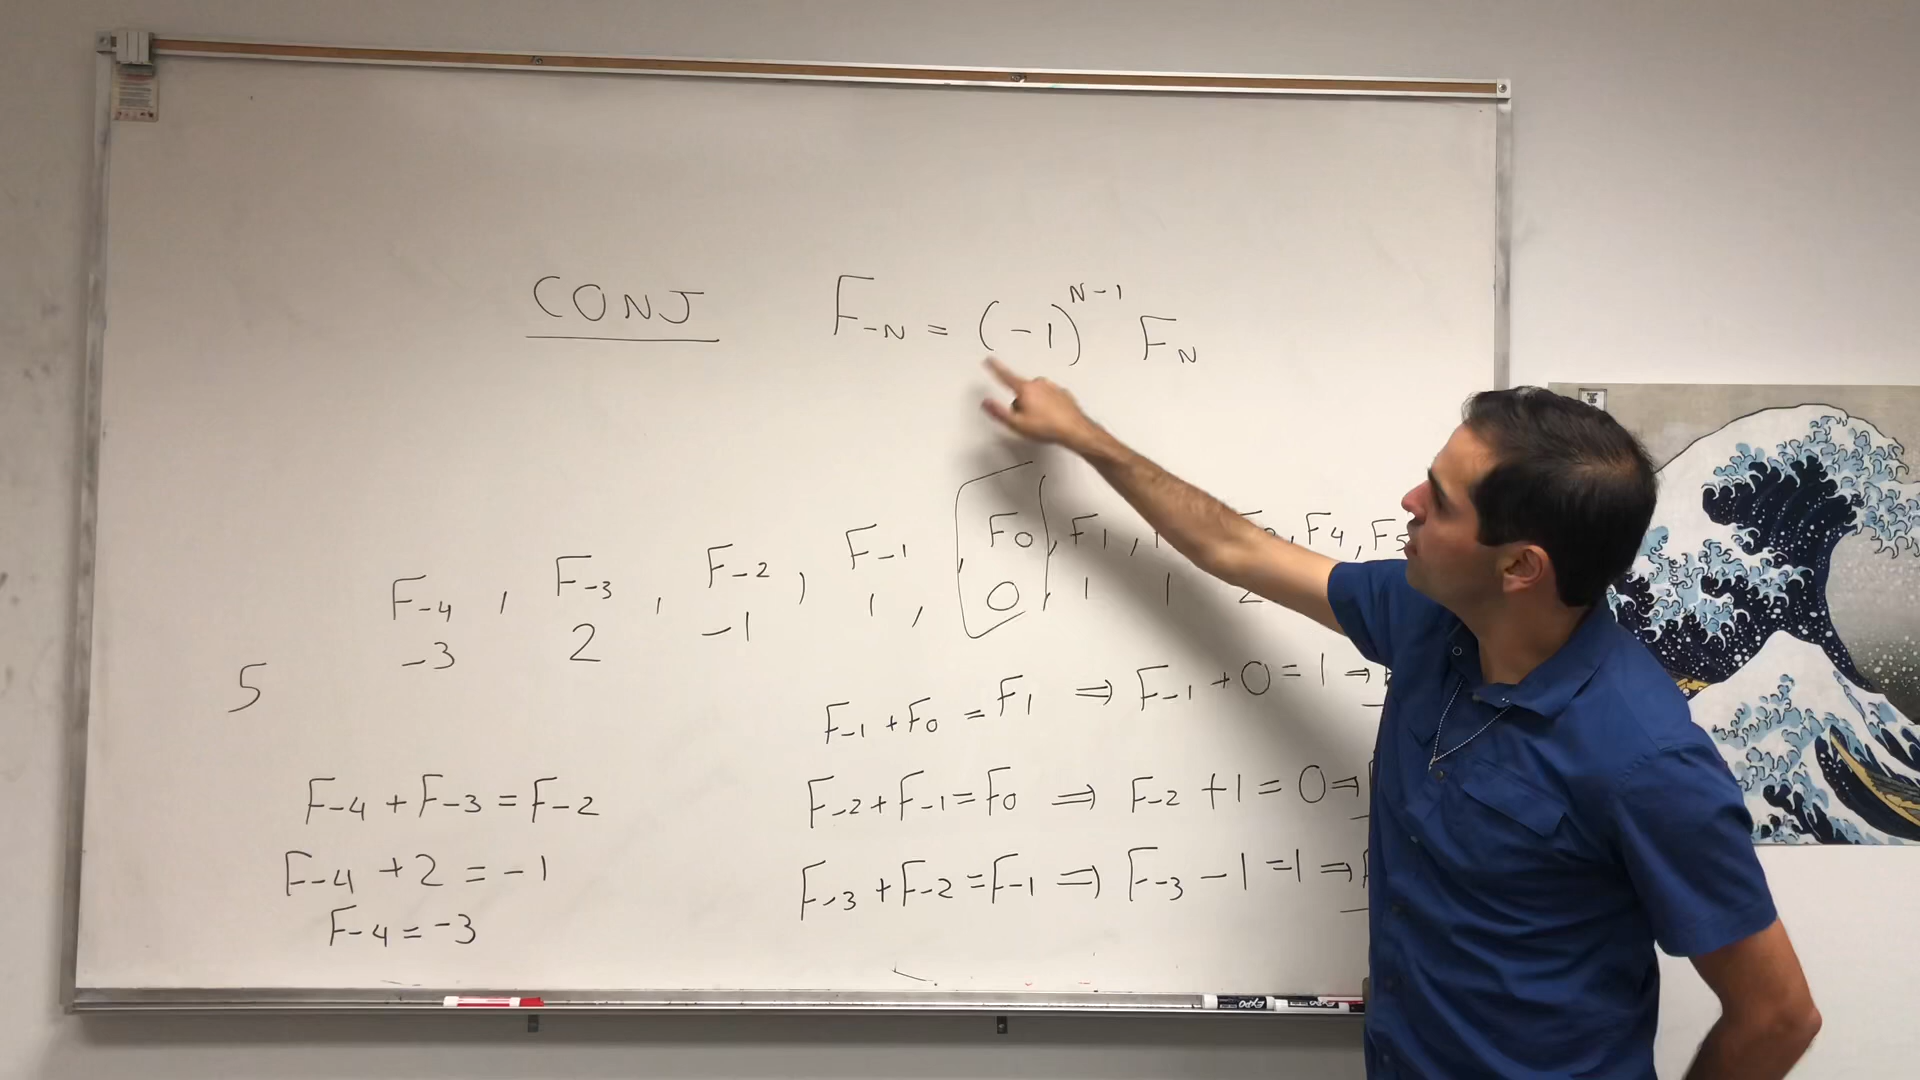 CONJ F₋N = (-1)ᴺ⁻¹ F_N
F₋₄ , F₋₃ , F₋₂ , F₋₁ , F₀ , F₁ , F₄ , F₅
5 -3 2 -1 1 , 0 , 1 1 2
F₋₁ + F₀ = F₁ ⇒ F₋₁ + 0 = 1 ⇒
F₋₄ + F₋₃ = F₋₂
F₋₂ + F₋₁ = F₀ ⇒ F₋₂ + 1 = 0 ⇒
F₋₄ + 2 = -1
F₋₃ + F₋₂ = F₋₁ ⇒ F₋₃ - 1 = 1 ⇒
F₋₄ = -3
EXPO